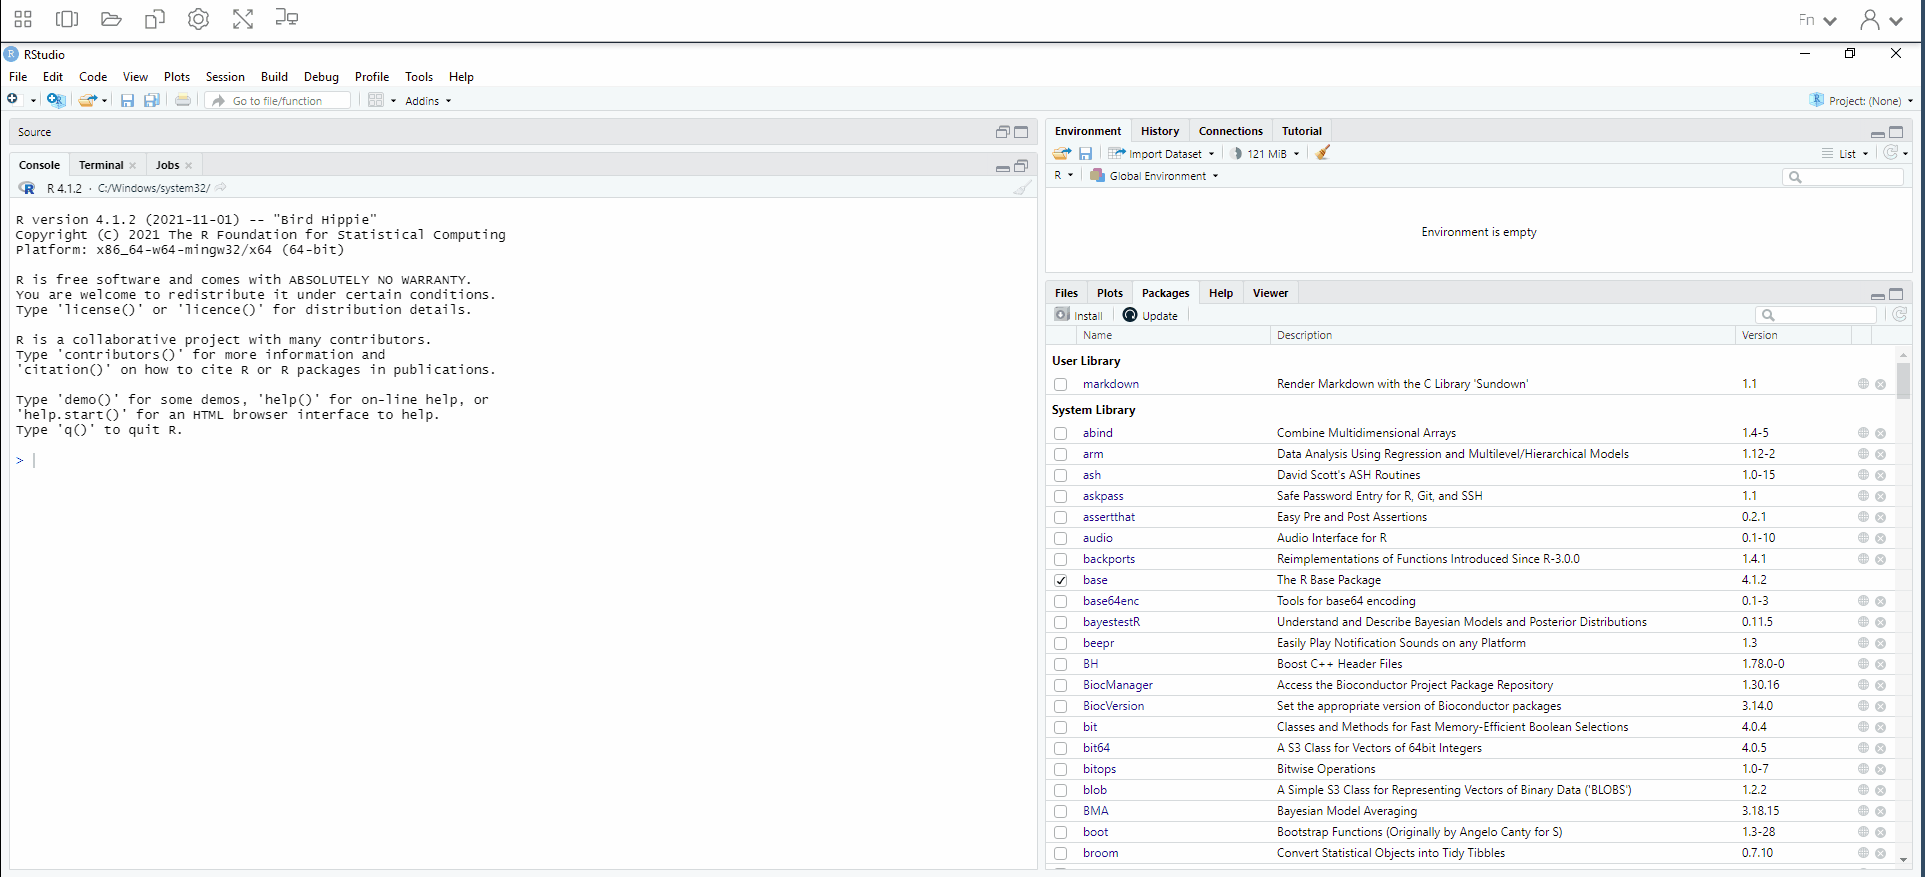 Fn
RStudio
File Edit Code View Plots Session Build Debug Profile Tools Help
Go to file/function Addins Project: (None)
Source
Console Terminal Jobs
R 4.1.2 · C:/Windows/system32/
R version 4.1.2 (2021-11-01) -- "Bird Hippie"
Copyright (C) 2021 The R Foundation for Statistical Computing
Platform: x86_64-w64-mingw32/x64 (64-bit)
R is free software and comes with ABSOLUTELY NO WARRANTY.
You are welcome to redistribute it under certain conditions.
Type 'license()' or 'licence()' for distribution details.
R is a collaborative project with many contributors.
Type 'contributors()' for more information and
'citation()' on how to cite R or R packages in publications.
Type 'demo()' for some demos, 'help()' for on-line help, or
'help.start()' for an HTML browser interface to help.
Type 'q()' to quit R.
>
Environment History Connections Tutorial
Import Dataset 121 MiB List
R Global Environment
Environment is empty
Files Plots Packages Help Viewer
Install Update
Name Description Version
User Library
markdown Render Markdown with the C Library 'Sundown' 1.1
System Library
abind Combine Multidimensional Arrays 1.4-5
arm Data Analysis Using Regression and Multilevel/Hierarchical Models 1.12-2
ash David Scott's ASH Routines 1.0-15
askpass Safe Password Entry for R, Git, and SSH 1.1
assertthat Easy Pre and Post Assertions 0.2.1
audio Audio Interface for R 0.1-10
backports Reimplementations of Functions Introduced Since R-3.0.0 1.4.1
base The R Base Package 4.1.2
base64enc Tools for base64 encoding 0.1-3
bayestestR Understand and Describe Bayesian Models and Posterior Distributions 0.11.5
beepr Easily Play Notification Sounds on any Platform 1.3
BH Boost C++ Header Files 1.78.0-0
BiocManager Access the Bioconductor Project Package Repository 1.30.16
BiocVersion Set the appropriate version of Bioconductor packages 3.14.0
bit Classes and Methods for Fast Memory-Efficient Boolean Selections 4.0.4
bit64 A S3 Class for Vectors of 64bit Integers 4.0.5
bitops Bitwise Operations 1.0-7
blob A Simple S3 Class for Representing Vectors of Binary Data ('BLOBS') 1.2.2
BMA Bayesian Model Averaging 3.18.15
boot Bootstrap Functions (Originally by Angelo Canty for S) 1.3-28
broom Convert Statistical Objects into Tidy Tibbles 0.7.10